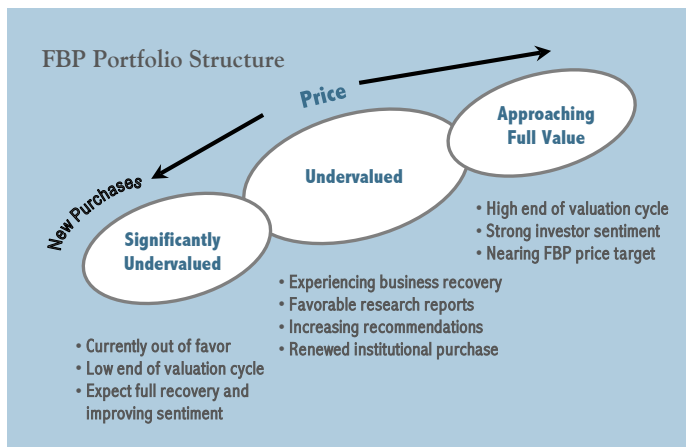 FBP Portfolio Structure
Price
Approaching
Full Value
Undervalued
New Purchases
Significantly
Undervalued
• High end of valuation cycle
• Strong investor sentiment
• Nearing FBP price target
• Experiencing business recovery
• Favorable research reports
• Increasing recommendations
• Renewed institutional purchase
• Currently out of favor
• Low end of valuation cycle
• Expect full recovery and
improving sentiment